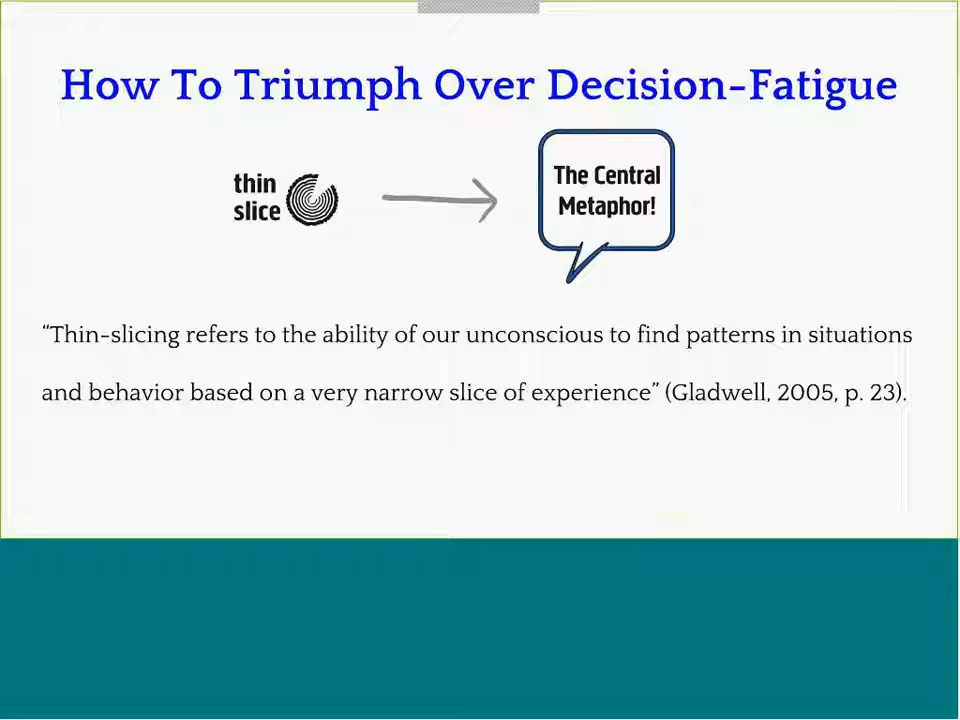 How To Triumph Over Decision-Fatigue
thin
slice
The Central
Metaphor!
“Thin-slicing refers to the ability of our unconscious to find patterns in situations
and behavior based on a very narrow slice of experience” (Gladwell, 2005, p. 23).